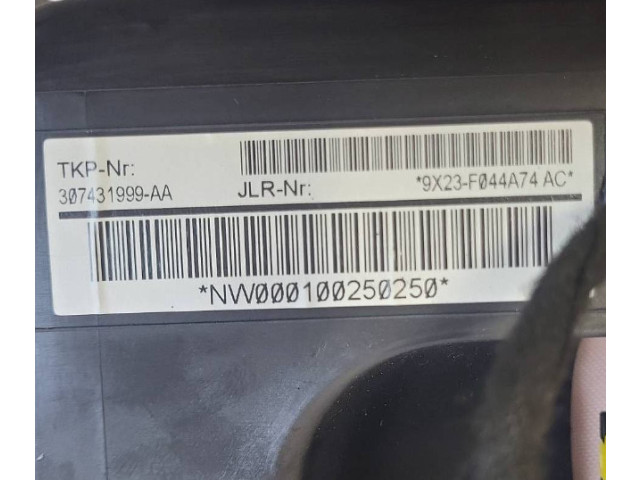 TKP-Nr:
307431999-AA
JLR-Nr:
*9X23-F044A74 AC*
*NW000100250250*